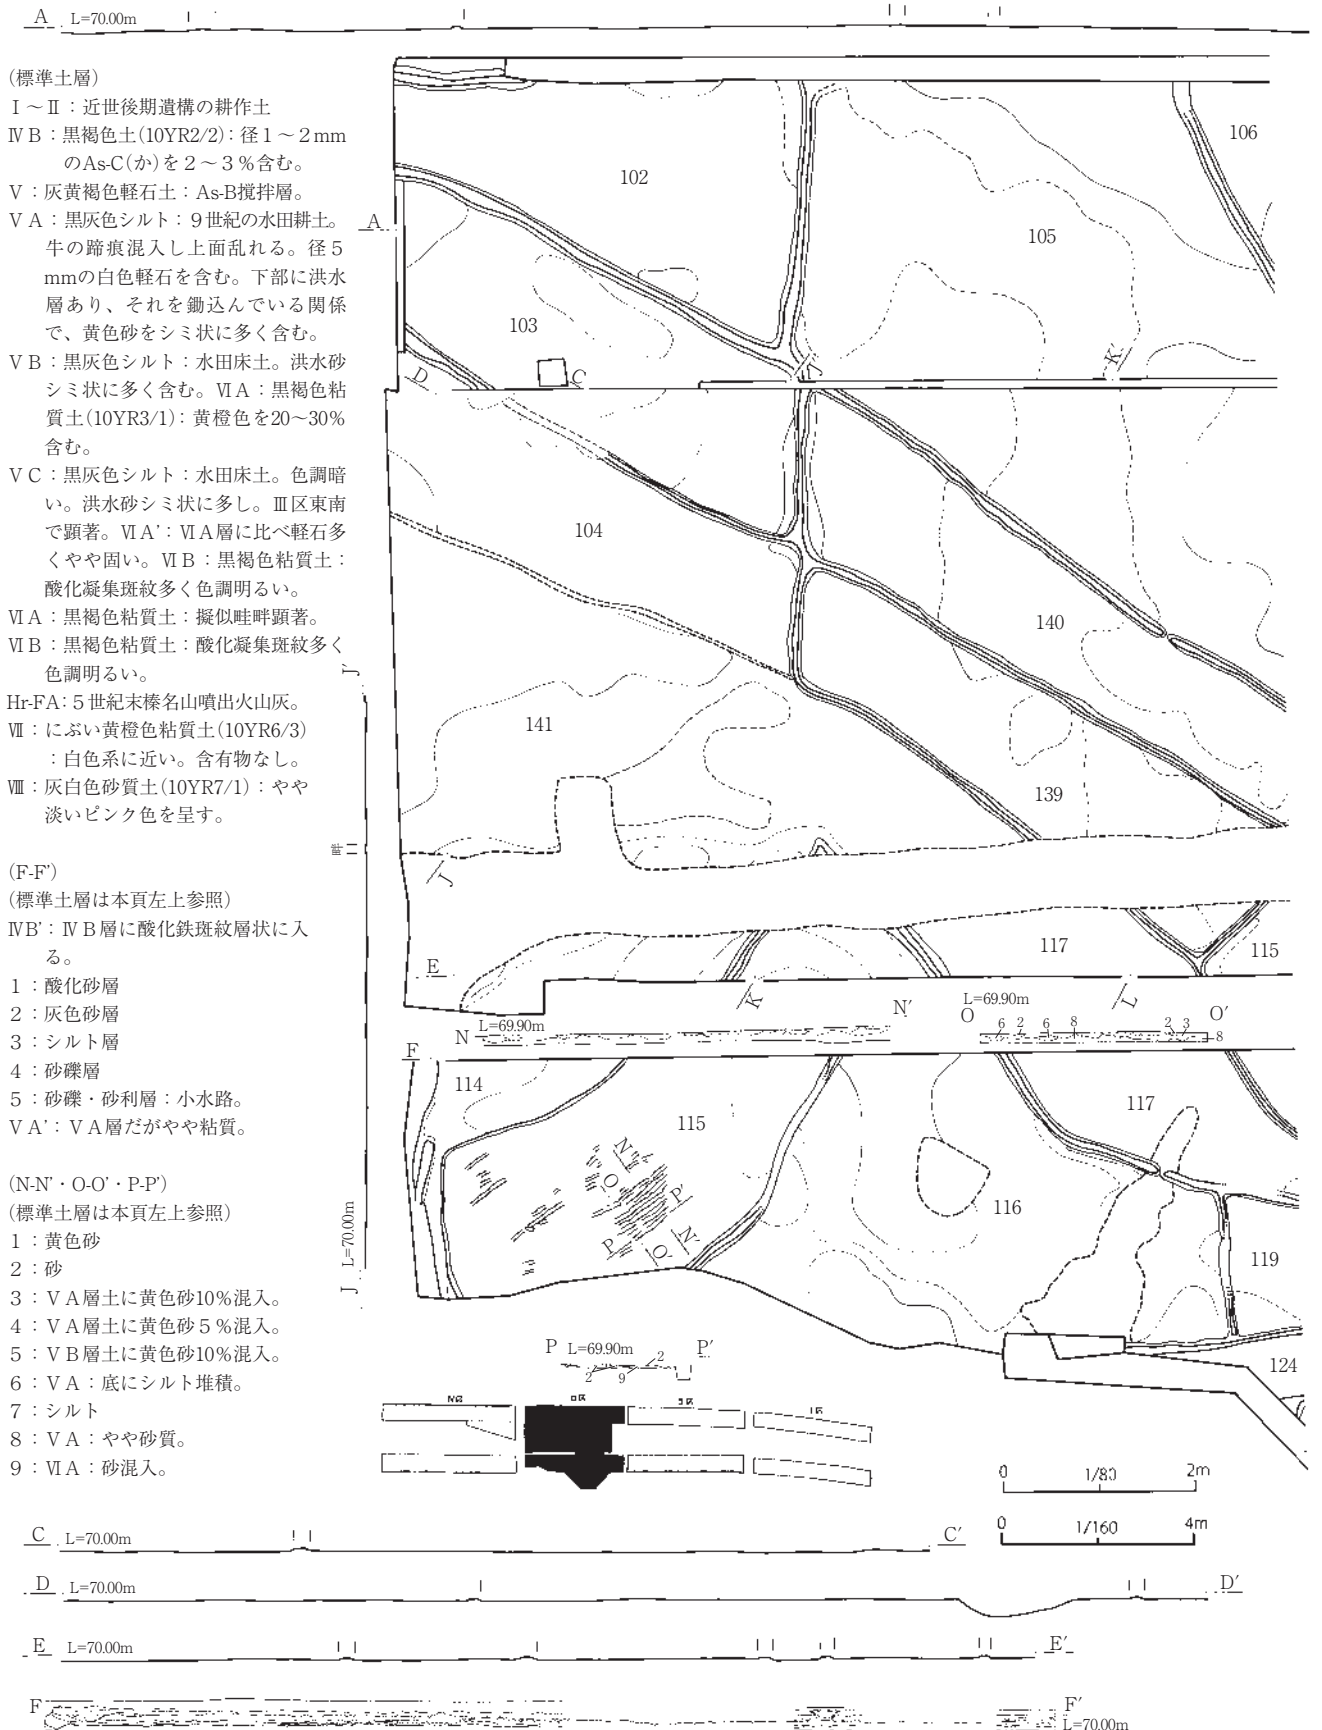 A L=70.00m
(標準土層)
Ⅰ～Ⅱ：近世後期遺構の耕作土
ⅣB：黒褐色土(10YR2/2)：径1～2mm
のAs-C(か)を2～3％含む。
Ⅴ：灰黄褐色軽石土：As-B撹拌層。
ⅤA：黒灰色シルト：9世紀の水田耕土。
牛の蹄痕混入し上面乱れる。径5
mmの白色軽石を含む。下部に洪水
層あり、それを鋤込んでいる関係
で、黄色砂をシミ状に多く含む。
ⅤB：黒灰色シルト：水田床土。洪水砂
シミ状に多く含む。ⅥA：黒褐色粘
質土(10YR3/1)：黄橙色を20～30％
含む。
ⅤC：黒灰色シルト：水田床土。色調暗
い。洪水砂シミ状に多し。Ⅲ区東南
で顕著。ⅥA'：ⅥA層に比べ軽石多
くやや固い。ⅥB：黒褐色粘質土：
酸化凝集斑紋多く色調明るい。
ⅥA：黒褐色粘質土：擬似畦畔顕著。
ⅥB：黒褐色粘質土：酸化凝集斑紋多く
色調明るい。
Hr-FA：5世紀末榛名山噴出火山灰。
Ⅶ：にぶい黄橙色粘質土(10YR6/3)
：白色系に近い。含有物なし。
Ⅷ：灰白色砂質土(10YR7/1)：やや
淡いピンク色を呈す。
(F-F')
(標準土層は本頁左上参照)
ⅣB'：ⅣB層に酸化鉄斑紋層状に入
る。
1：酸化砂層
2：灰色砂層
3：シルト層
4：砂礫層
5：砂礫・砂利層：小水路。
ⅤA'：ⅤA層だがやや粘質。
(N-N'・O-O'・P-P')
(標準土層は本頁左上参照)
1：黄色砂
2：砂
3：ⅤA層土に黄色砂10％混入。
4：ⅤA層土に黄色砂5％混入。
5：ⅤB層土に黄色砂10％混入。
6：ⅤA：底にシルト堆積。
7：シルト
8：ⅤA：やや砂質。
9：ⅥA：砂混入。
102
106
A
105
103
D
C
J'
K'
104
140
J'
141
139
畔
J
E
117
115
K
L
N L=69.90m N'
O L=69.90m O'
6 2 6 8 2 3
8
F
114
115
117
116
119
124
N
O
P'
P
O'
N'
J L=70.00m
P L=69.90m P'
2 9 2
Ⅳ区
Ⅲ区
Ⅱ区
Ⅰ区
0 1/80 2m
0 1/160 4m
C L=70.00m C'
D L=70.00m D'
E L=70.00m E'
F F'
L=70.00m